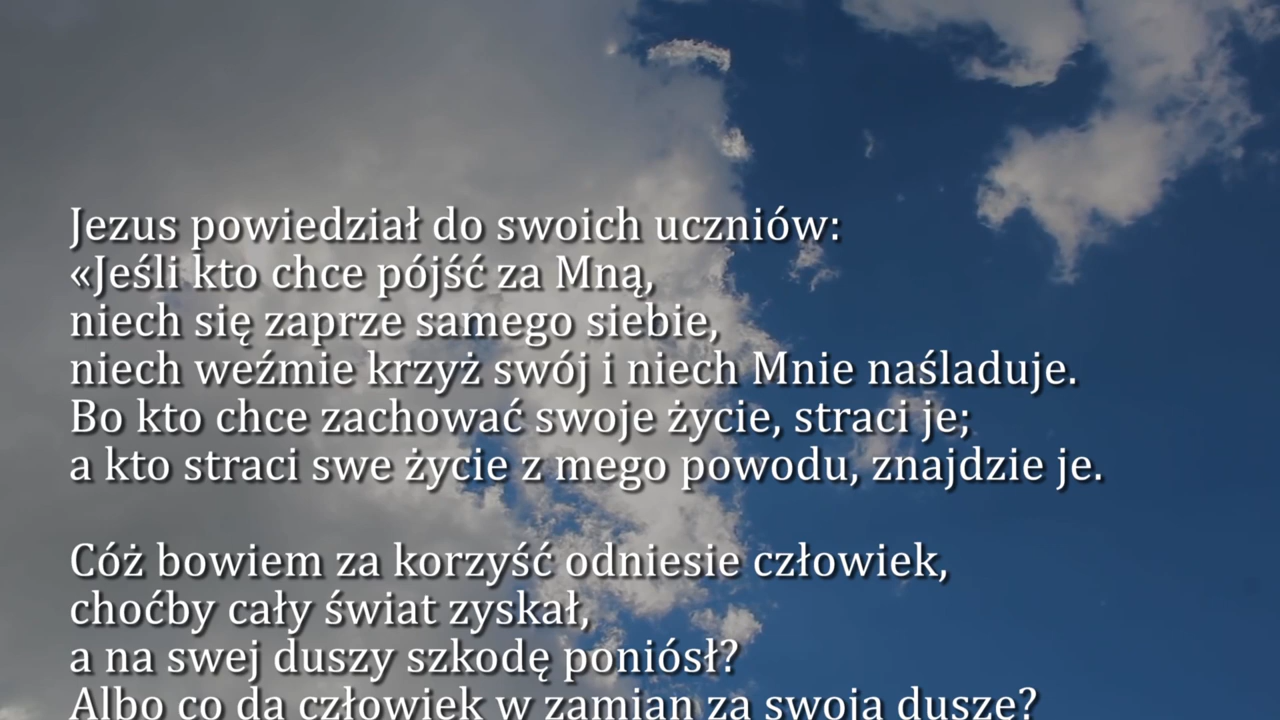 Jezus powiedział do swoich uczniów:
«Jeśli kto chce pójść za Mną,
niech się zaprze samego siebie,
niech weźmie krzyż swój i niech Mnie naśladuje.
Bo kto chce zachować swoje życie, straci je;
a kto straci swe życie z mego powodu, znajdzie je.
Cóż bowiem za korzyść odniesie człowiek,
choćby cały świat zyskał,
a na swej duszy szkodę poniósł?
Albo co da człowiek w zamian za swoją duszę?